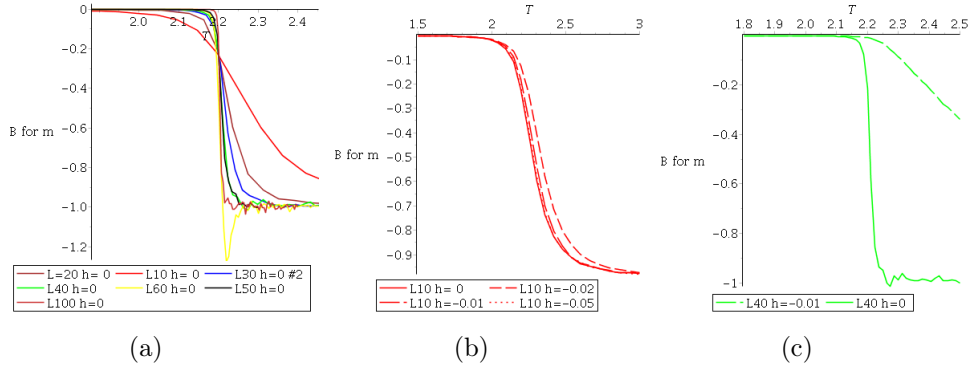 T
2.0 2.1 2.2 2.3 2.4
0
T
−0.2
−0.4
−0.6
B for m
−0.8
−1.0
−1.2
L=20 h= 0 L10 h= 0 L30 h=0 #2
L40 h=0 L60 h=0 L50 h=0
L100 h=0
(a)
T
1.5 2 2.5 3
−0.1
−0.2
−0.3
−0.4
B for m
−0.5
−0.6
−0.7
−0.8
−0.9
L10 h= 0 L10 h=-0.02
L10 h=-0.01 L10 h=-0.05
(b)
T
1.8 1.9 2.0 2.1 2.2 2.3 2.4 2.5
0
−0.2
−0.4
B for m
−0.6
−0.8
−1
L40 h=-0.01 L40 h=0
(c)